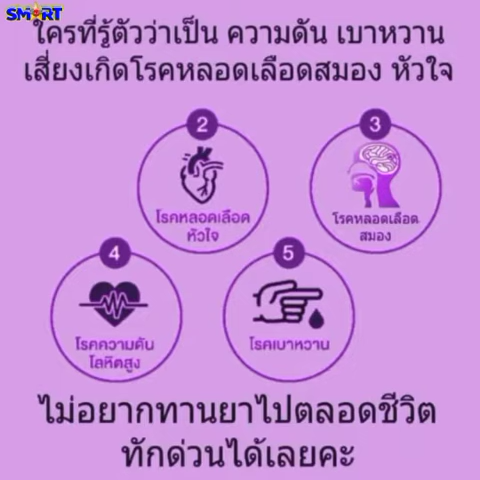 SMART
ใครที่รู้ตัวว่าเป็น ความดัน เบาหวาน
เสี่ยงเกิดโรคหลอดเลือดสมอง หัวใจ
2
3
โรคหลอดเลือด
หัวใจ
โรคหลอดเลือด
สมอง
4
5
โรคความดัน
โลหิตสูง
โรคเบาหวาน
ไม่อยากทานยาไปตลอดชีวิต
ทักด่วนได้เลยคะ